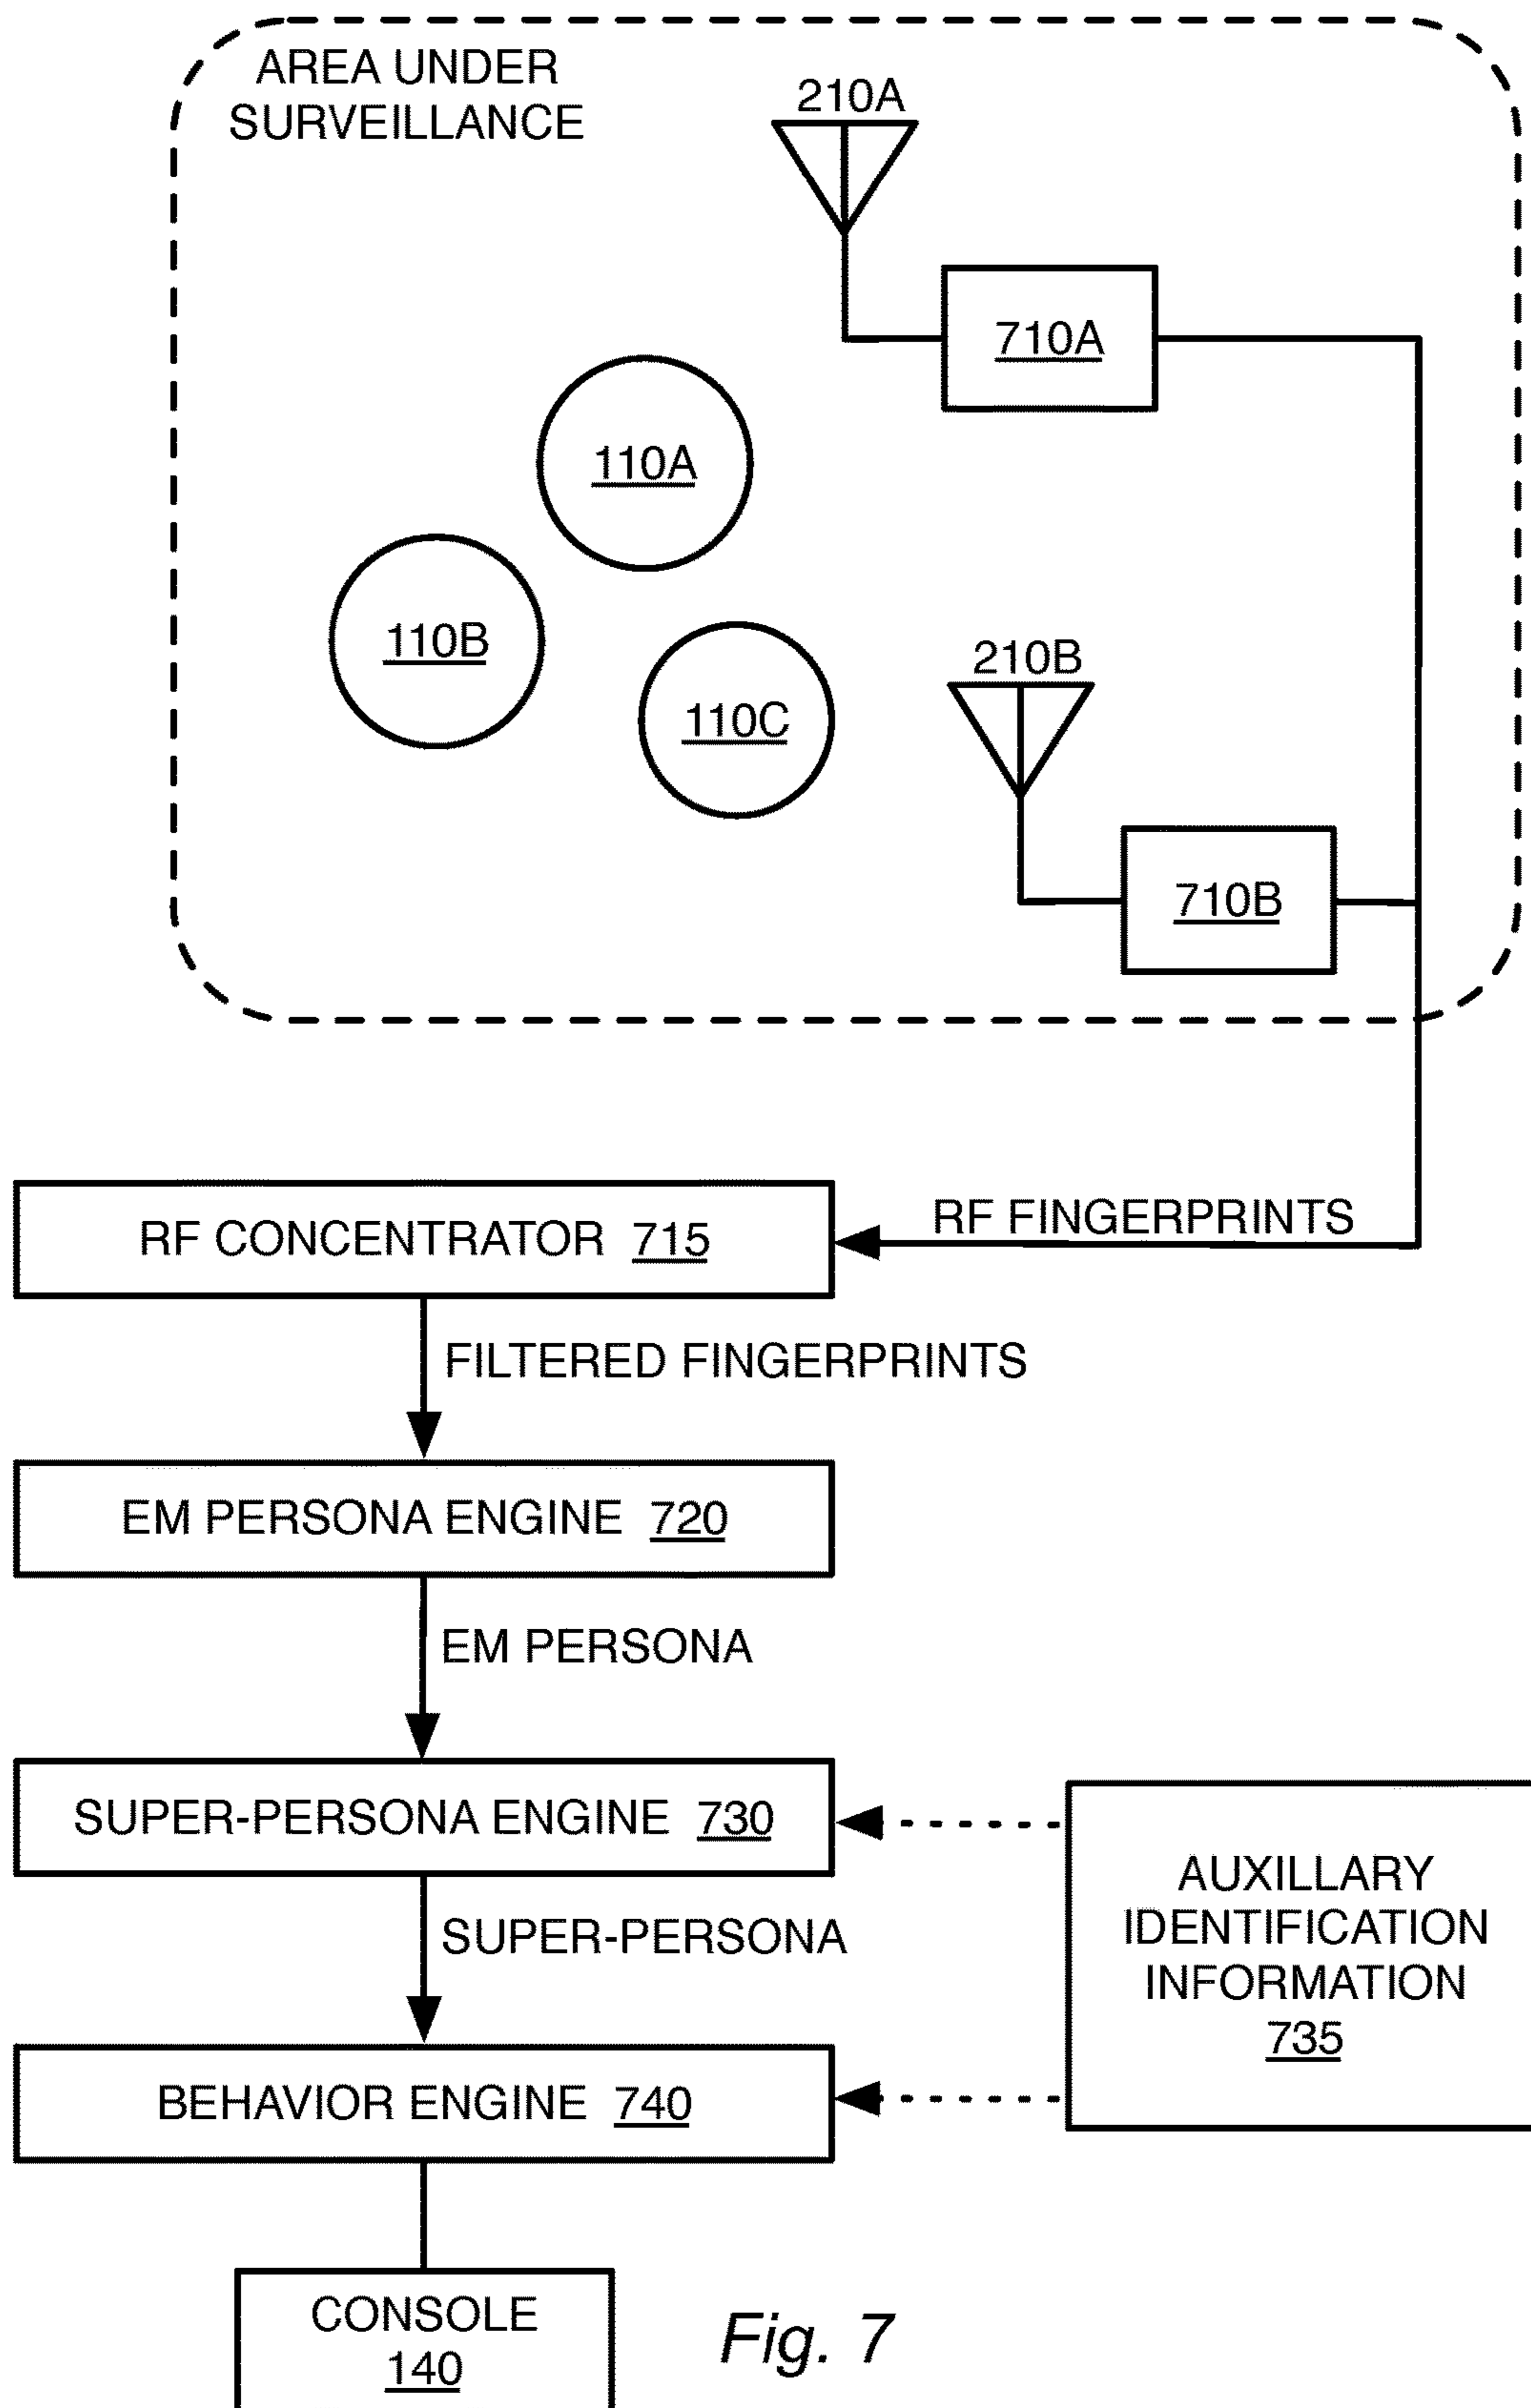 AREA UNDER
SURVEILLANCE
210A
710A
110A
110B
110C
210B
710B
RF FINGERPRINTS
RF CONCENTRATOR 715
FILTERED FINGERPRINTS
EM PERSONA ENGINE 720
EM PERSONA
SUPER-PERSONA ENGINE 730
AUXILLARY
IDENTIFICATION
INFORMATION
735
SUPER-PERSONA
BEHAVIOR ENGINE 740
CONSOLE
140
Fig. 7